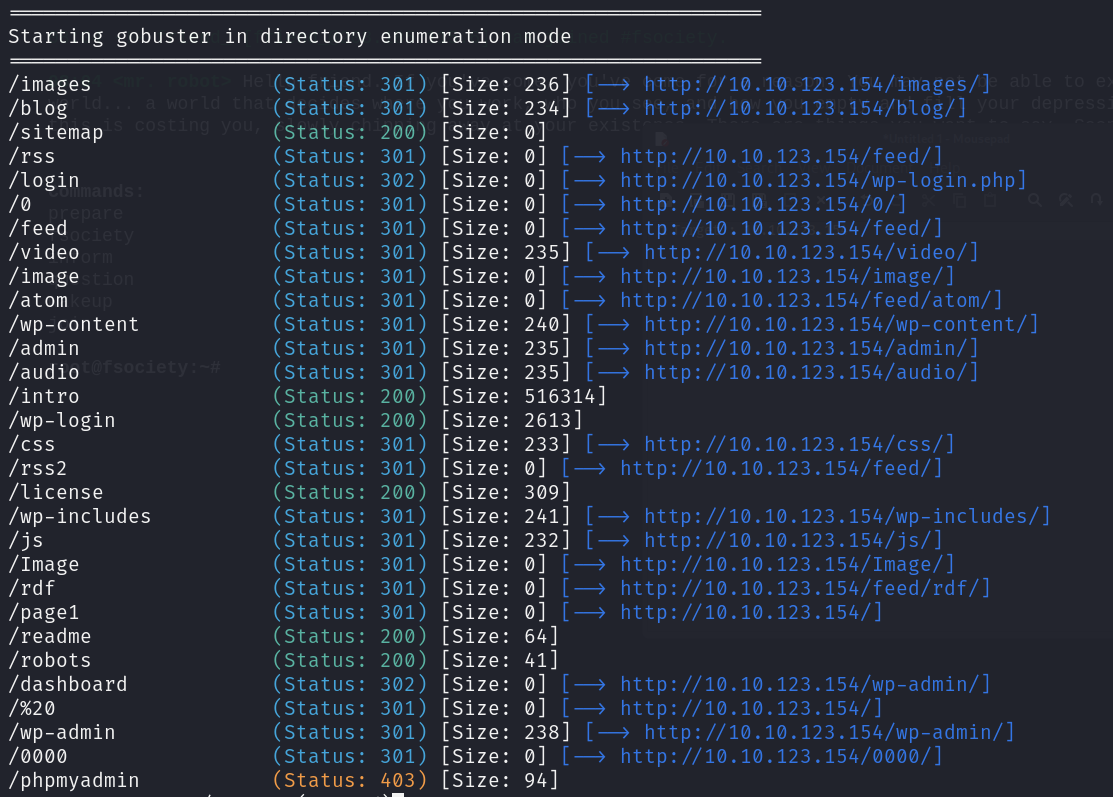 Starting gobuster in directory enumeration mode
/images (Status: 301) [Size: 236] [--> http://10.10.123.154/images/]
/blog (Status: 301) [Size: 234] [--> http://10.10.123.154/blog/]
/sitemap (Status: 200) [Size: 0]
/rss (Status: 301) [Size: 0] [--> http://10.10.123.154/feed/]
/login (Status: 302) [Size: 0] [--> http://10.10.123.154/wp-login.php]
/0 (Status: 301) [Size: 0] [--> http://10.10.123.154/0/]
/feed (Status: 301) [Size: 0] [--> http://10.10.123.154/feed/]
/video (Status: 301) [Size: 235] [--> http://10.10.123.154/video/]
/image (Status: 301) [Size: 0] [--> http://10.10.123.154/image/]
/atom (Status: 301) [Size: 0] [--> http://10.10.123.154/feed/atom/]
/wp-content (Status: 301) [Size: 240] [--> http://10.10.123.154/wp-content/]
/admin (Status: 301) [Size: 235] [--> http://10.10.123.154/admin/]
/audio (Status: 301) [Size: 235] [--> http://10.10.123.154/audio/]
/intro (Status: 200) [Size: 516314]
/wp-login (Status: 200) [Size: 2613]
/css (Status: 301) [Size: 233] [--> http://10.10.123.154/css/]
/rss2 (Status: 301) [Size: 0] [--> http://10.10.123.154/feed/]
/license (Status: 200) [Size: 309]
/wp-includes (Status: 301) [Size: 241] [--> http://10.10.123.154/wp-includes/]
/js (Status: 301) [Size: 232] [--> http://10.10.123.154/js/]
/Image (Status: 301) [Size: 0] [--> http://10.10.123.154/Image/]
/rdf (Status: 301) [Size: 0] [--> http://10.10.123.154/feed/rdf/]
/page1 (Status: 301) [Size: 0] [--> http://10.10.123.154/]
/readme (Status: 200) [Size: 64]
/robots (Status: 200) [Size: 41]
/dashboard (Status: 302) [Size: 0] [--> http://10.10.123.154/wp-admin/]
/%20 (Status: 301) [Size: 0] [--> http://10.10.123.154/]
/wp-admin (Status: 301) [Size: 238] [--> http://10.10.123.154/wp-admin/]
/0000 (Status: 301) [Size: 0] [--> http://10.10.123.154/0000/]
/phpmyadmin (Status: 403) [Size: 94]